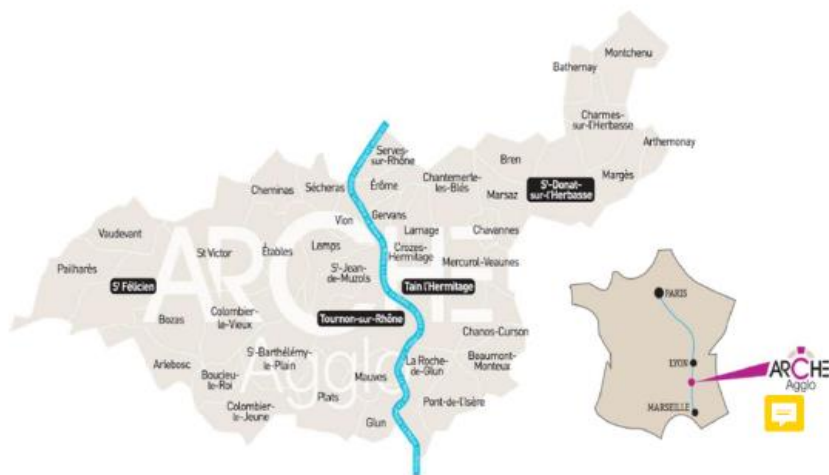 Montchenu
Bathernay
Charmes-
sur-l'Herbasse
Arthemonay
Serves-
sur-Rhône
Bren
Margès
Chantemerle-
les-Blés
St-Donat-
sur-l'Herbasse
Cheminas
Sécheras
Érôme
Marsaz
Gervans
Vion
Larnage
Chavannes
Vaudevant
St Victor
Étables
Lemps
Crozes-
Hermitage
Mercurol-Veaunes
Pailharès
St-Jean-
de-Muzols
St Félicien
Tain l'Hermitage
ARCHE
Agglo
Bozas
Colombier-
le-Vieux
Tournon-sur-Rhône
Chanos-Curson
St-Barthélémy-
le-Plain
La Roche-
de-Glun
Beaumont-
Monteux
Arlebosc
Boucieu-
le-Roi
Mauves
Colombier-
le-Jeune
Plats
Pont-de-l'Isère
Glun
PARIS
LYON
MARSEILLE
ARCHE
Agglo